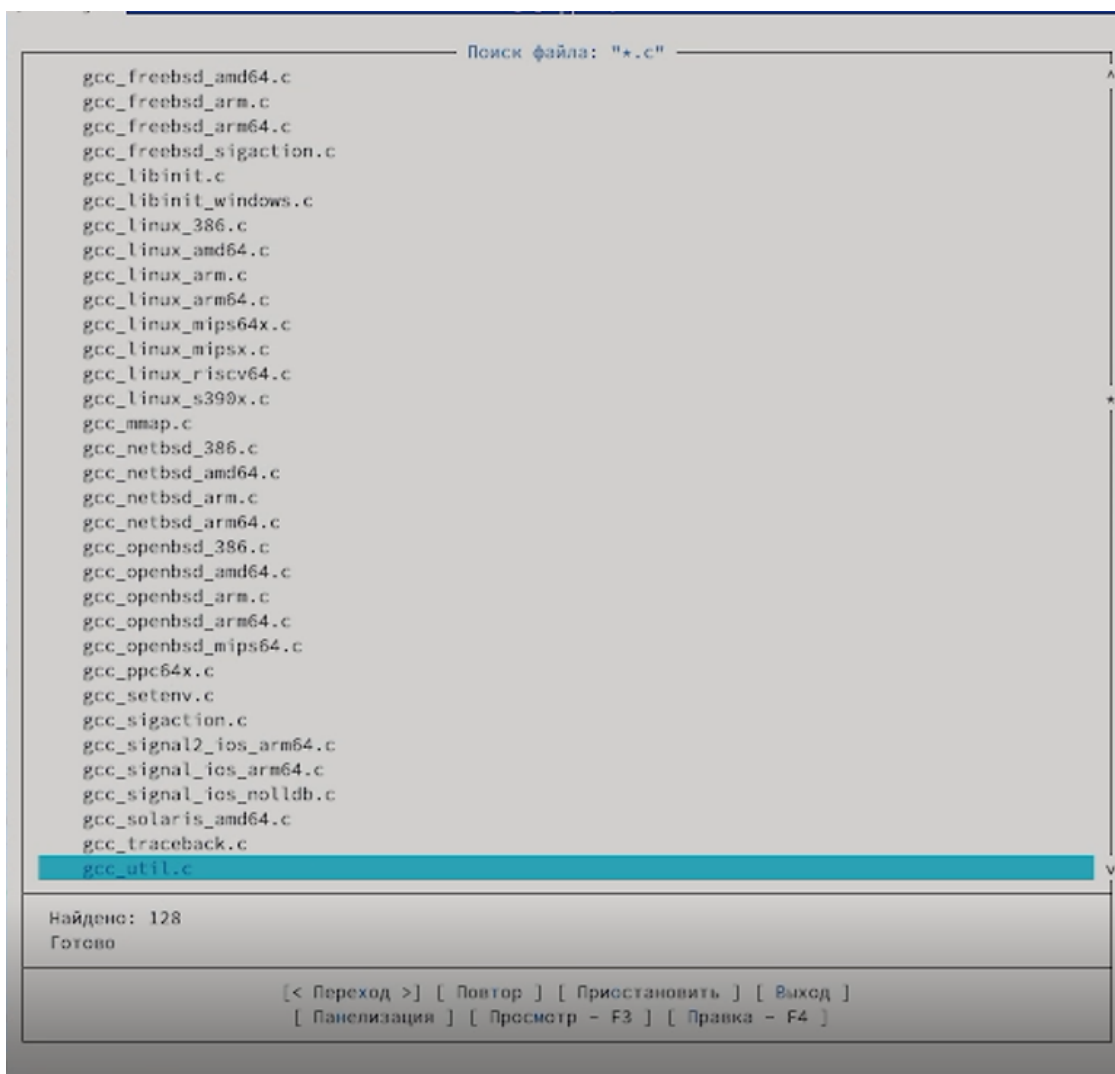 Поиск файла: "*.c"
gcc_freebsd_amd64.c
gcc_freebsd_arm.c
gcc_freebsd_arm64.c
gcc_freebsd_sigaction.c
gcc_libinit.c
gcc_libinit_windows.c
gcc_linux_386.c
gcc_linux_amd64.c
gcc_linux_arm.c
gcc_linux_arm64.c
gcc_linux_mips64x.c
gcc_linux_mipsx.c
gcc_linux_riscv64.c
gcc_linux_s390x.c
gcc_mmap.c
gcc_netbsd_386.c
gcc_netbsd_amd64.c
gcc_netbsd_arm.c
gcc_netbsd_arm64.c
gcc_openbsd_386.c
gcc_openbsd_amd64.c
gcc_openbsd_arm.c
gcc_openbsd_arm64.c
gcc_openbsd_mips64.c
gcc_ppc64x.c
gcc_setenv.c
gcc_sigaction.c
gcc_signal2_ios_arm64.c
gcc_signal_ios_arm64.c
gcc_signal_ios_nolldb.c
gcc_solaris_amd64.c
gcc_traceback.c
gcc_util.c
Найдено: 128
Готово
[< Переход >] [ Повтор ] [ Приостановить ] [ Выход ]
[ Панелизация ] [ Просмотр - F3 ] [ Правка - F4 ]